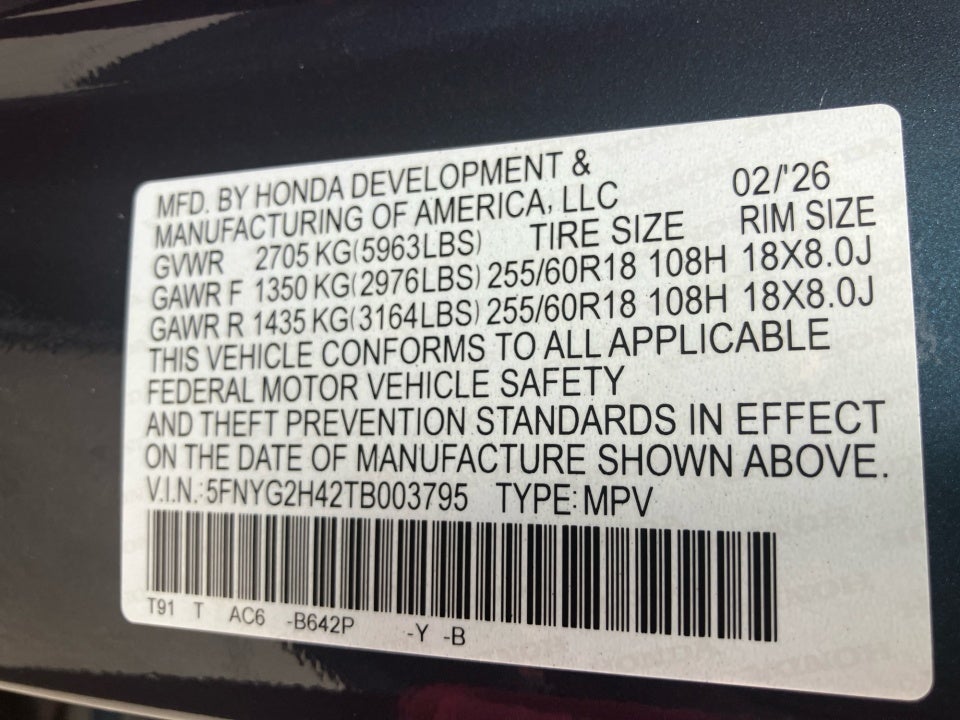 MFD. BY HONDA DEVELOPMENT &
MANUFACTURING OF AMERICA, LLC 02/'26
GVWR 2705 KG(5963LBS) TIRE SIZE RIM SIZE
GAWR F 1350 KG(2976LBS) 255/60R18 108H 18X8.0J
GAWR R 1435 KG(3164LBS) 255/60R18 108H 18X8.0J
THIS VEHICLE CONFORMS TO ALL APPLICABLE
FEDERAL MOTOR VEHICLE SAFETY
AND THEFT PREVENTION STANDARDS IN EFFECT
ON THE DATE OF MANUFACTURE SHOWN ABOVE.
V.I.N.: 5FNYG2H42TB003795 TYPE: MPV
T91 T AC6 -B642P -Y -B